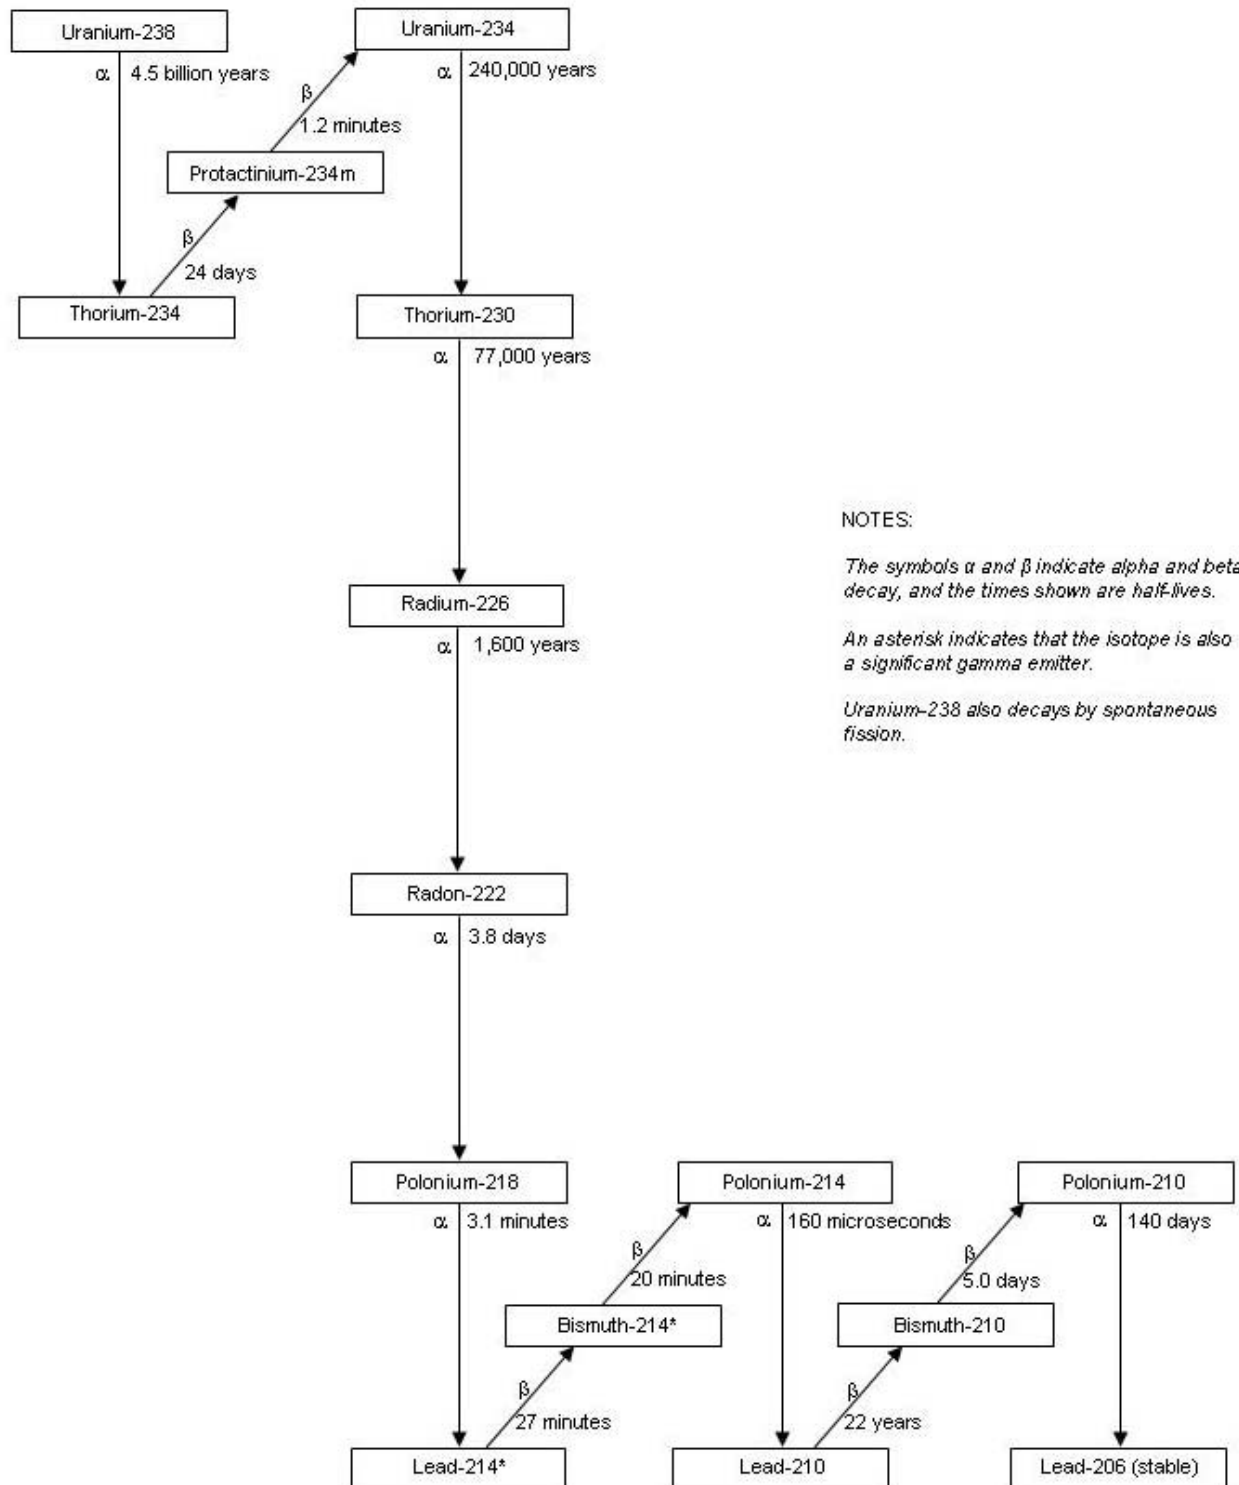 Uranium-238
Uranium-234
α 4.5 billion years
α 240,000 years
β
1.2 minutes
Protactinium-234m
β
24 days
Thorium-234
Thorium-230
α 77,000 years
NOTES:
The symbols α and β indicate alpha and beta
decay, and the times shown are half-lives.
An asterisk indicates that the isotope is also
a significant gamma emitter.
Uranium-238 also decays by spontaneous
fission.
Radium-226
α 1,600 years
Radon-222
α 3.8 days
Polonium-218
Polonium-214
Polonium-210
α 3.1 minutes
α 160 microseconds
α 140 days
β
20 minutes
β
5.0 days
Bismuth-214*
Bismuth-210
β
27 minutes
β
22 years
Lead-214*
Lead-210
Lead-206 (stable)